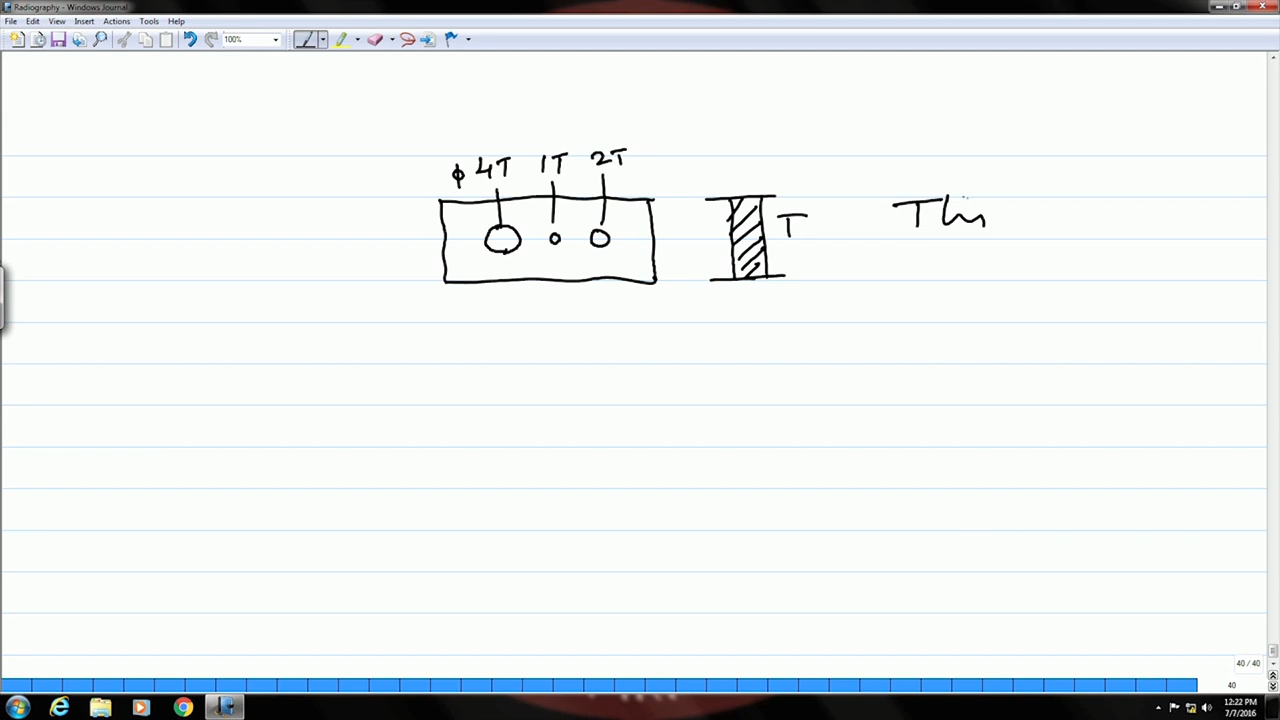 Radiography - Windows Journal
File Edit View Insert Actions Tools Help
100%
ϕ 4T 1T 2T
T
40 / 40
40
12:22 PM
7/7/2016